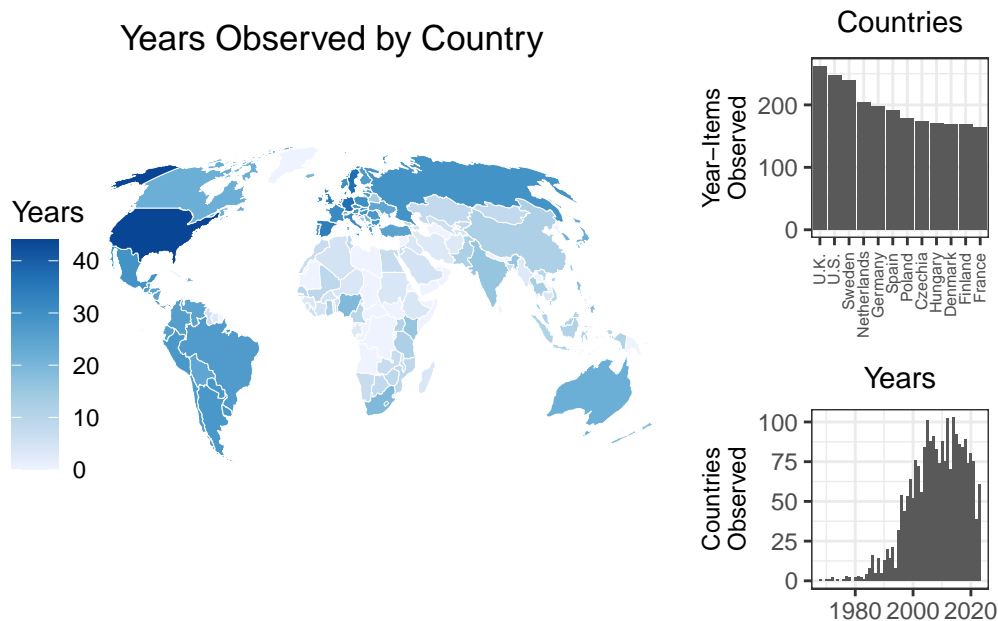 Years Observed by Country
Years
40
30
20
10
0
Countries
Year−Items
Observed
200
100
0
U.K.
U.S.
Sweden
Netherlands
Germany
Spain
Poland
Czechia
Hungary
Denmark
Finland
France
Years
Countries
Observed
100
75
50
25
0
1980 2000 2020